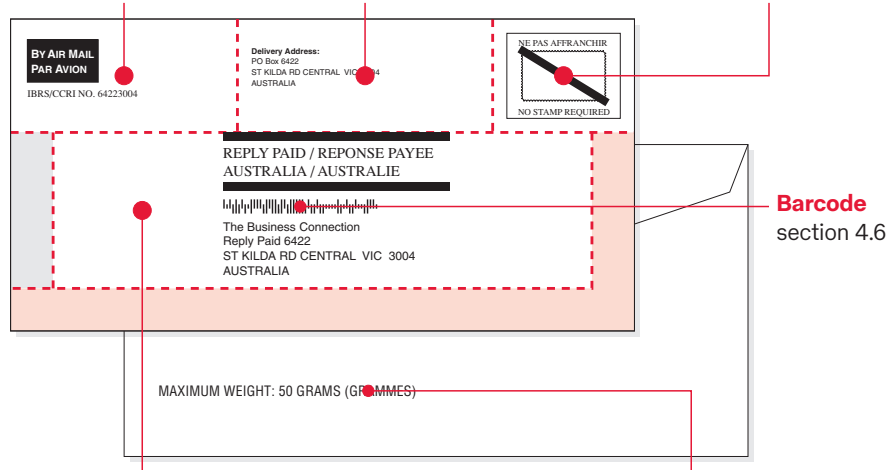 BY AIR MAIL
PAR AVION
IBRS/CCRI NO. 64223004
Delivery Address:
PO Box 6422
ST KILDA RD CENTRAL VIC
AUSTRALIA
NE PAS AFFRANCHIR
NO STAMP REQUIRED
REPLY PAID / REPONSE PAYEE
AUSTRALIA / AUSTRALIE
The Business Connection
Reply Paid 6422
ST KILDA RD CENTRAL VIC 3004
AUSTRALIA
Barcode
section 4.6
MAXIMUM WEIGHT: 50 GRAMS (GRAMMES)